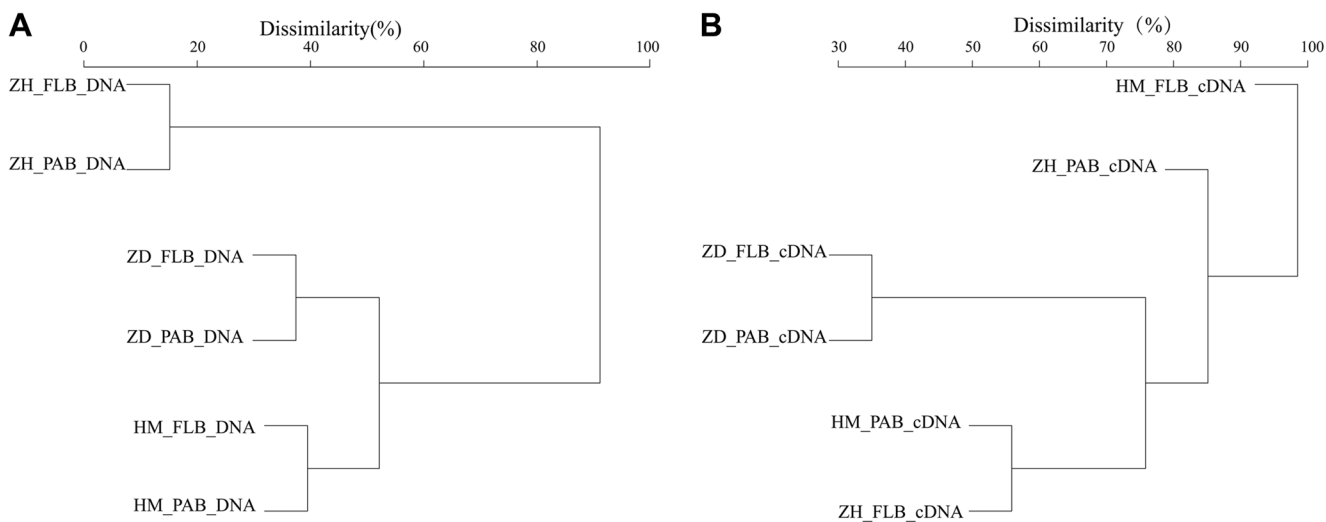 A
Dissimilarity(%)
0 20 40 60 80 100
ZH_FLB_DNA
ZH_PAB_DNA
ZD_FLB_DNA
ZD_PAB_DNA
HM_FLB_DNA
HM_PAB_DNA
B
Dissimilarity (%)
30 40 50 60 70 80 90 100
HM_FLB_cDNA
ZH_PAB_cDNA
ZD_FLB_cDNA
ZD_PAB_cDNA
HM_PAB_cDNA
ZH_FLB_cDNA